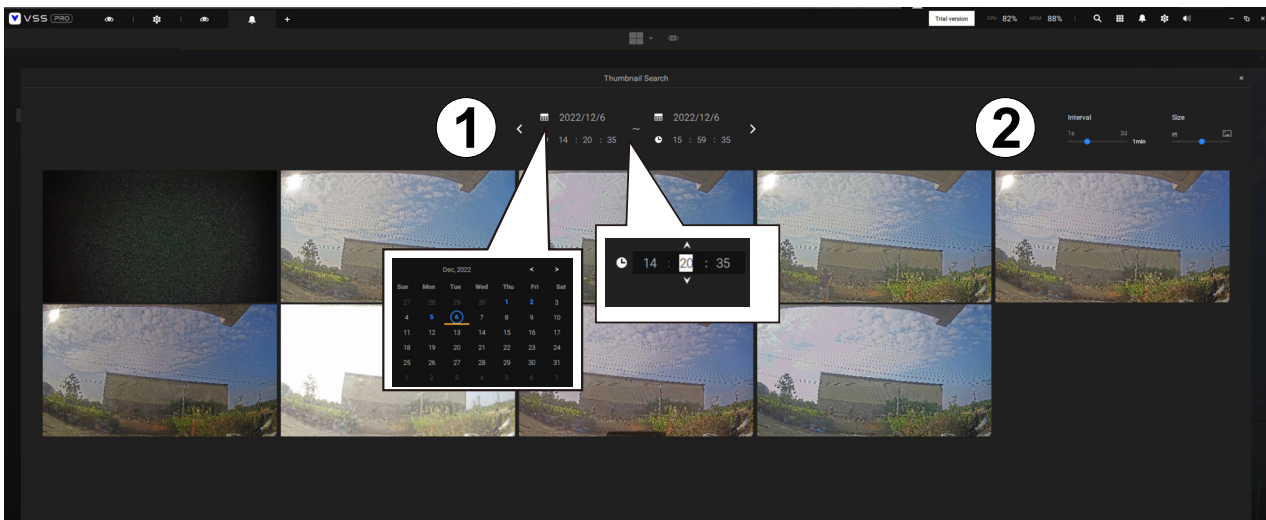 VSS PRO
Trial version
CPU 82% MEM 88%
Thumbnail Search
1
2022/12/6
14 : 20 : 35
~
2022/12/6
15 : 59 : 35
2
Interval
1s 3d
1min
Size
Dec, 2022
Sun Mon Tue Wed Thu Fri Sat
27 28 29 30 1 2 3
4 5 6 7 8 9 10
11 12 13 14 15 16 17
18 19 20 21 22 23 24
25 26 27 28 29 30 31
1 2 3 4 5 6 7
14 : 20 : 35